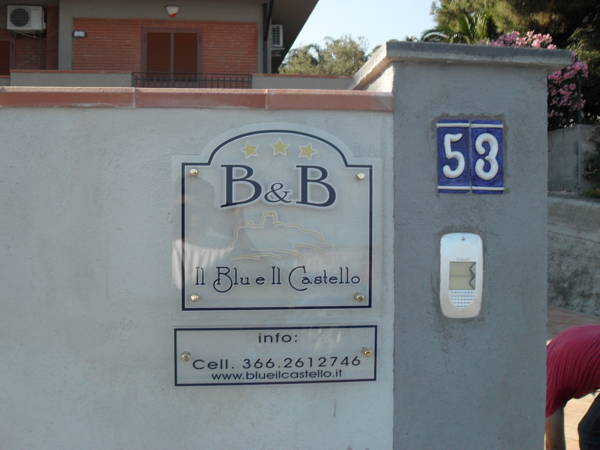 B&B
Il Blu e Il Castello
info:
Cell. 366.2612746
www.blueilcastello.it
53